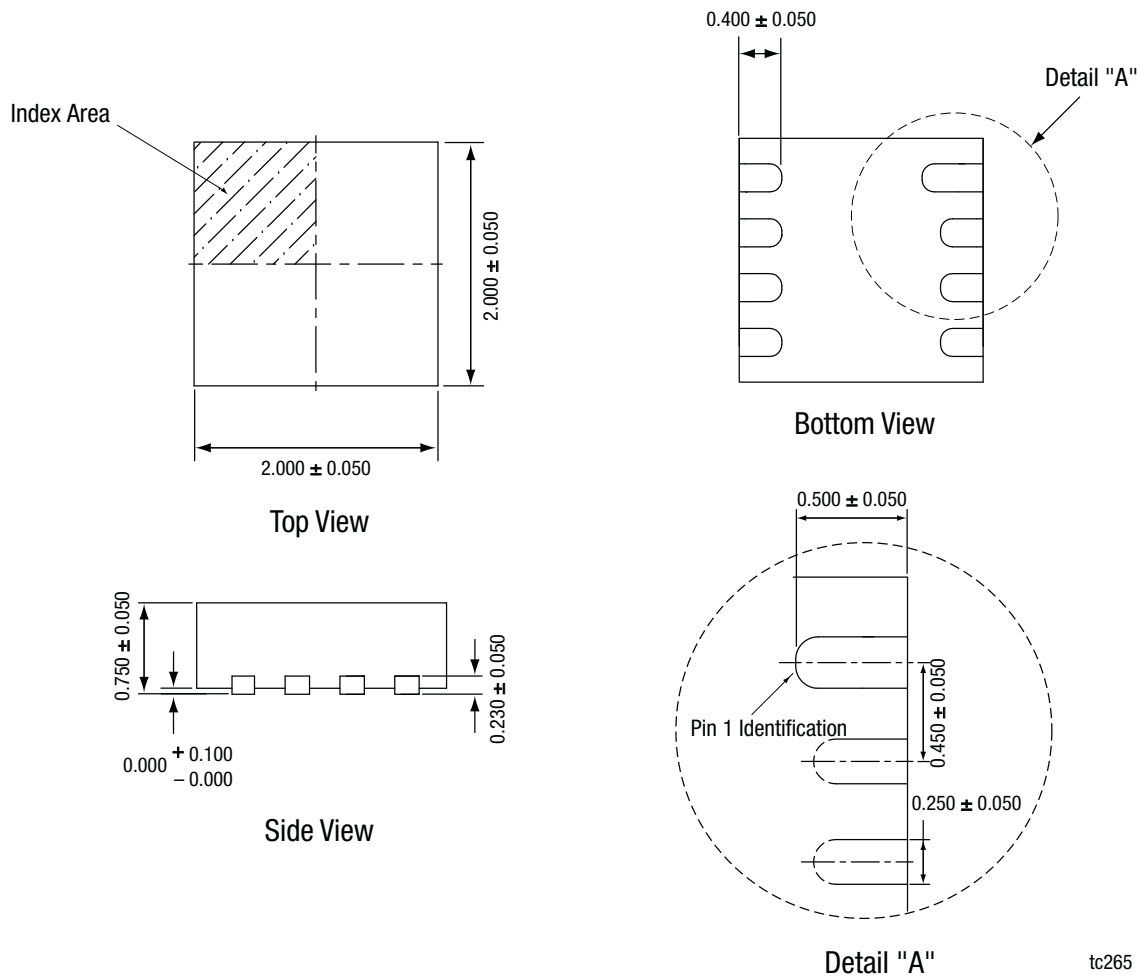 0.400 ± 0.050
Detail "A"
Index Area
2.000 ± 0.050
2.000 ± 0.050
Top View
Bottom View
0.500 ± 0.050
0.750 ± 0.050
0.230 ± 0.050
0.000 + 0.100
– 0.000
Side View
Pin 1 Identification
0.450 ± 0.050
0.250 ± 0.050
Detail "A"
tc265